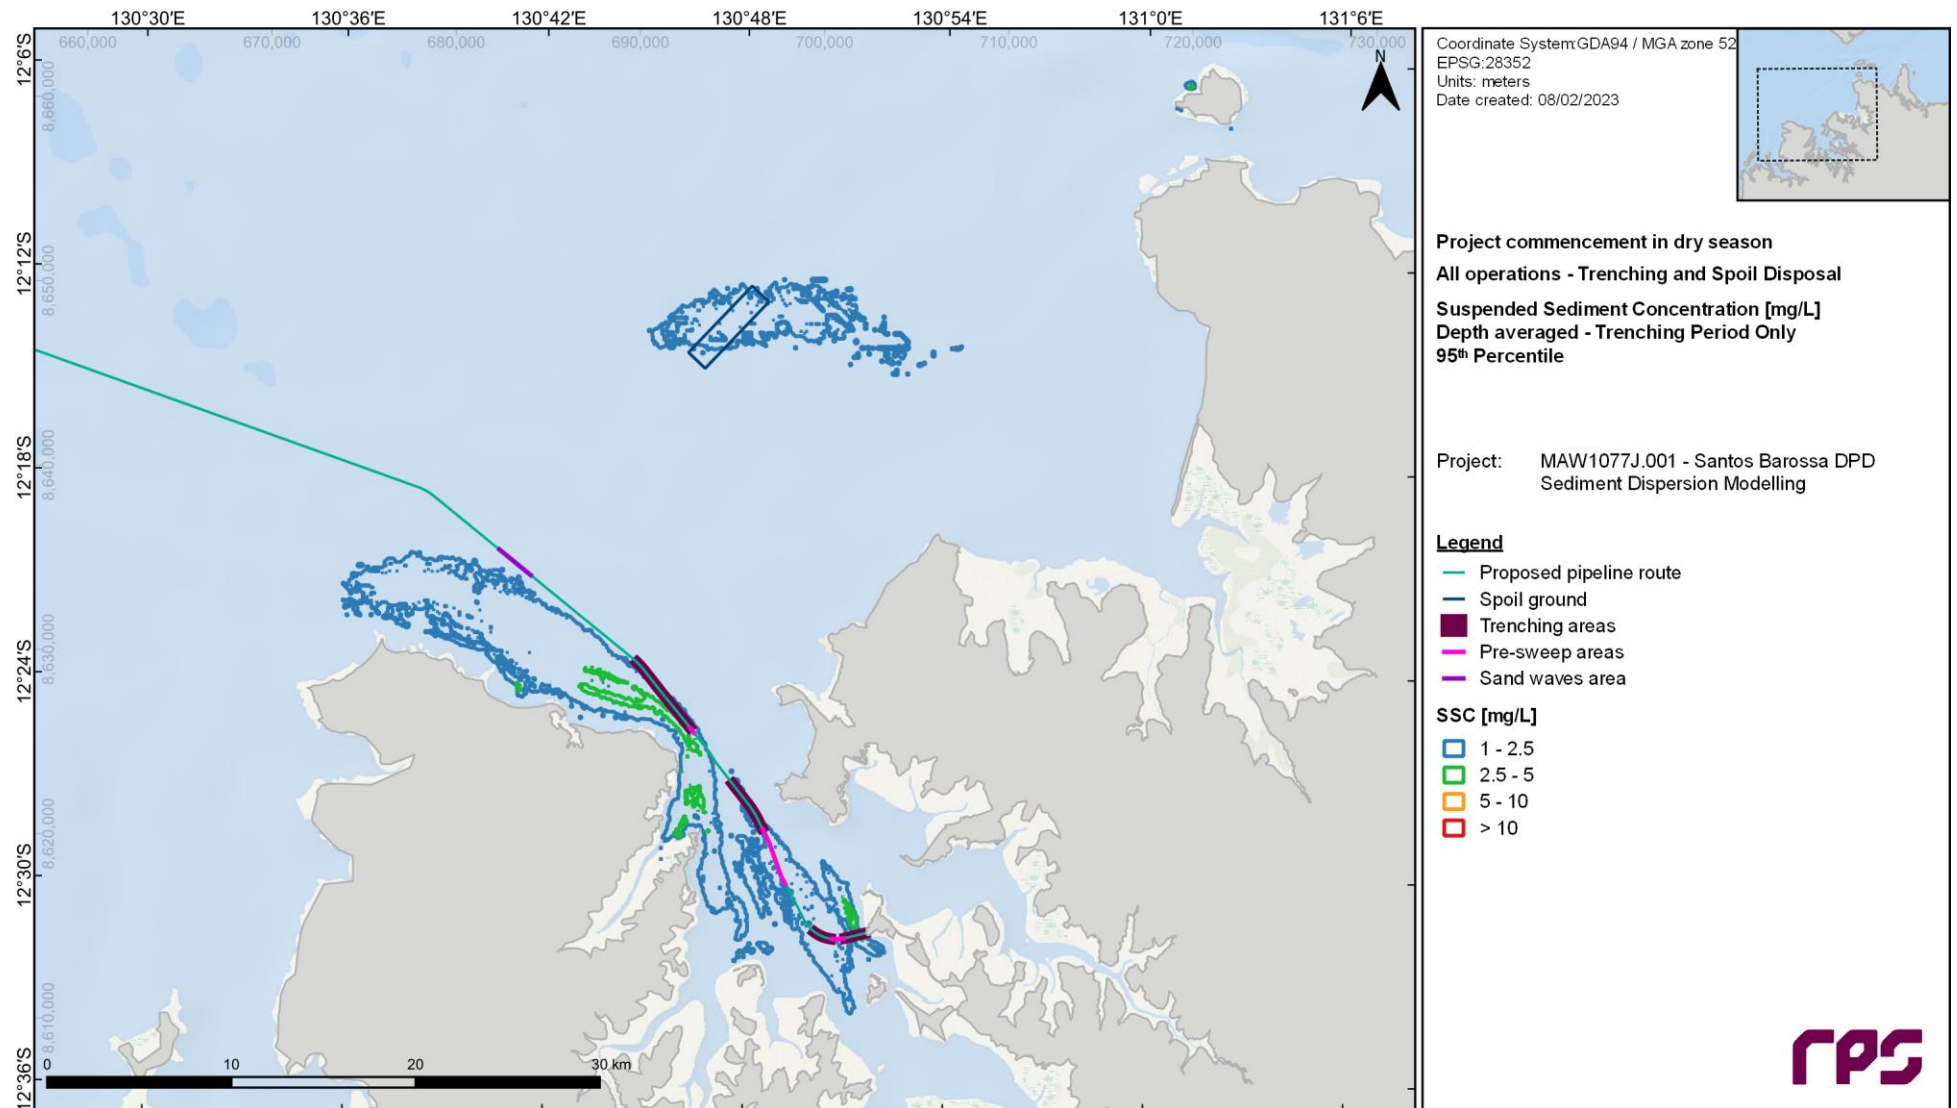 130°30'E 130°36'E 130°42'E 130°48'E 130°54'E 131°0'E 131°6'E
660,000 670,000 680,000 690,000 700,000 710,000 720,000 730,000
12°6'S
8,660,000
12°12'S
8,650,000
12°18'S
8,640,000
12°24'S
8,630,000
12°30'S
8,620,000
12°36'S
8,610,000
N
0 10 20 30 km
Coordinate System:GDA94 / MGA zone 52
EPSG:28352
Units: meters
Date created: 08/02/2023
Project commencement in dry season
All operations - Trenching and Spoil Disposal
Suspended Sediment Concentration [mg/L]
Depth averaged - Trenching Period Only
95th Percentile
Project: MAW1077J.001 - Santos Barossa DPD
Sediment Dispersion Modelling
Legend
Proposed pipeline route
Spoil ground
Trenching areas
Pre-sweep areas
Sand waves area
SSC [mg/L]
1 - 2.5
2.5 - 5
5 - 10
> 10
rps